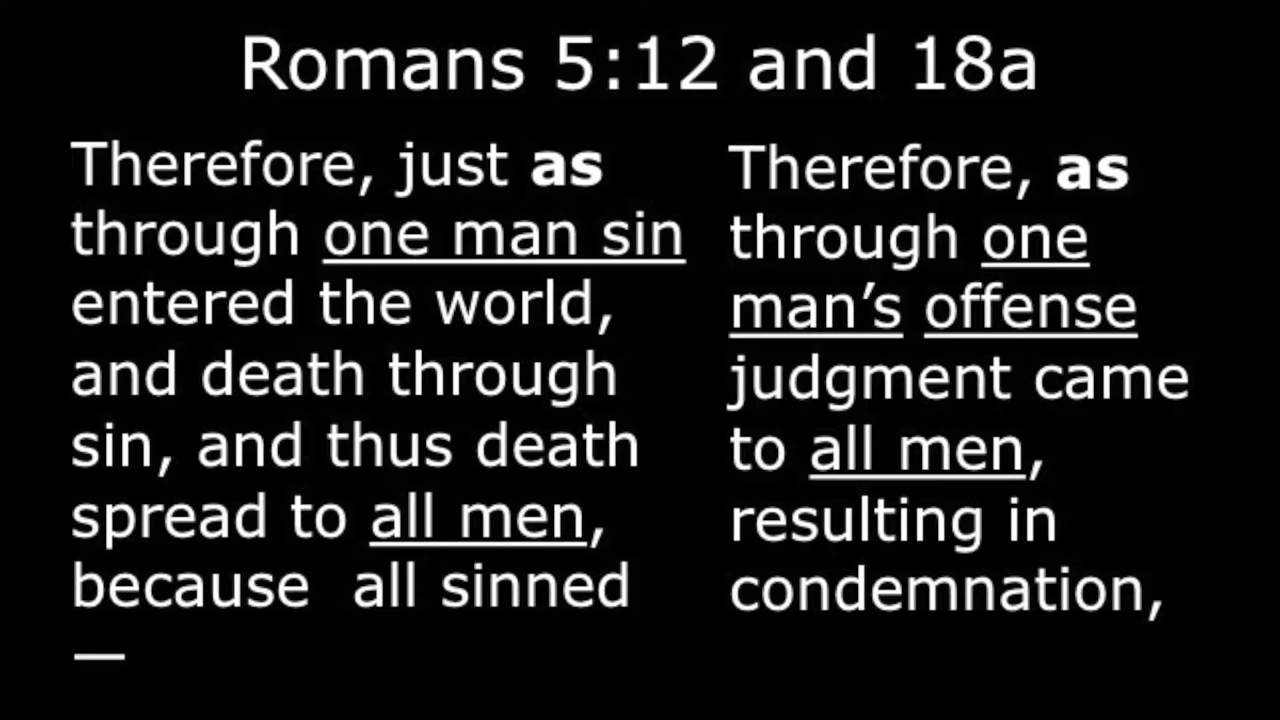 Romans 5:12 and 18a
Therefore, just as
through one man sin
entered the world,
and death through
sin, and thus death
spread to all men,
because  all sinned
—
Therefore, as
through one
man’s offense
judgment came
to all men,
resulting in
condemnation,